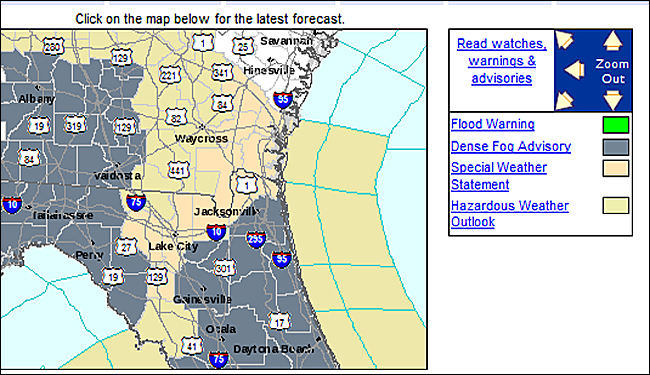 Click on the map below for the latest forecast.
280
129
1
25
Savannah
221
341
Hinesville
Albany
84
95
19
319
129
82
Waycross
84
441
Valdosta
1
10
75
Tallahassee
Jacksonville
10
27
Lake City
295
95
Perry
19
129
301
Gainesville
17
Ocala
41
Daytona Beach
75
Read watches,
warnings &
advisories
Zoom
Out
Flood Warning
Dense Fog Advisory
Special Weather
Statement
Hazardous Weather
Outlook